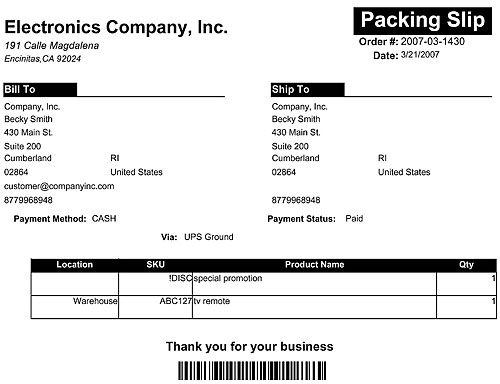 Electronics Company, Inc.
191 Calle Magdalena
Encinitas,CA 92024
Packing Slip
Order #: 2007-03-1430
Date: 3/21/2007
Bill To
Company, Inc.
Becky Smith
430 Main St.
Suite 200
Cumberland RI
02864 United States
customer@companyinc.com
8779968948
Ship To
Company, Inc.
Becky Smith
430 Main St.
Suite 200
Cumberland RI
02864 United States
8779968948
Payment Method: CASH Payment Status: Paid
Via: UPS Ground
Location SKU Product Name Qty
!DISC special promotion 1
Warehouse ABC127 tv remote 1
Thank you for your business